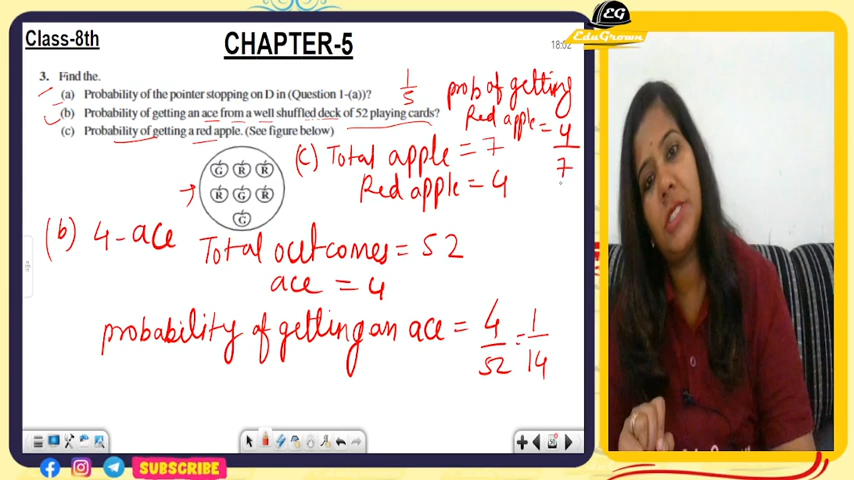 EG
EduGrown
Class-8th
CHAPTER-5
18:02
3. Find the.
(a) Probability of the pointer stopping on D in (Question 1-(a))?
1/5
(b) Probability of getting an ace from a well shuffled deck of 52 playing cards?
(c) Probability of getting a red apple. (See figure below)
prob of getting
Red apple = 4/7
G R R
R G R
G
(c) Total apple = 7
Red apple = 4
(b) 4-ace
Total outcomes = 52
ace = 4
probability of getting an ace = 4/52 = 1/14
SUBSCRIBE